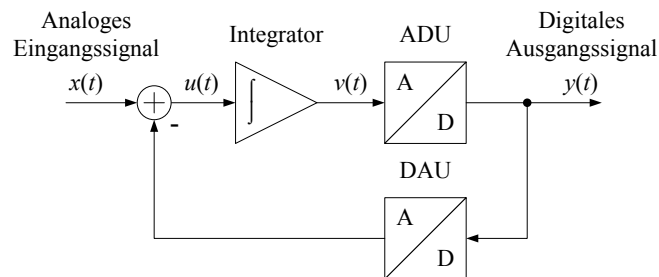 Analoges
Eingangssignal
Integrator
ADU
Digitales
Ausgangssignal
x(t)
u(t)
v(t)
y(t)
+
-
∫
A
D
DAU
A
D